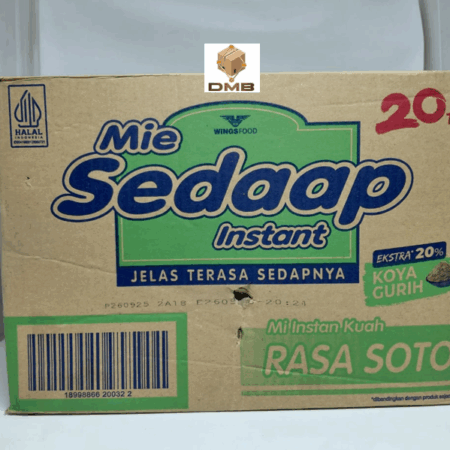 DMB
HALAL
INDONESIA
WINGSFOOD
20
Mie
Sedaap
Instant
JELAS TERASA SEDAPNYA
EKSTRA* 20%
KOYA
GURIH
Mi Instan Kuah
RASA SOTO
18998866 20032 2